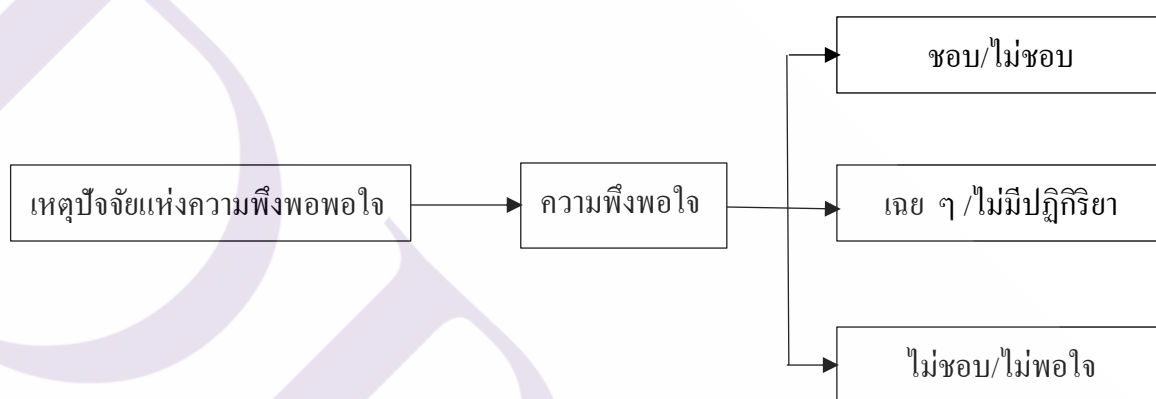 ชอบ/ไม่ชอบ
เหตุปัจจัยแห่งความพึงพอพอใจ
ความพึงพอใจ
เฉย ๆ /ไม่มีปฏิกิริยา
ไม่ชอบ/ไม่พอใจ